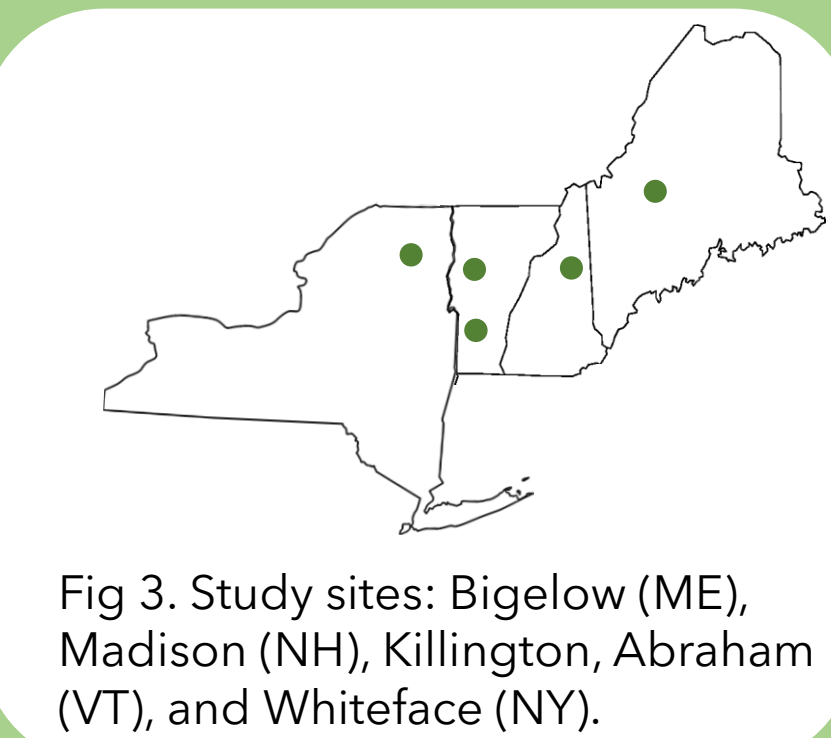 Fig 3. Study sites: Bigelow (ME),
Madison (NH), Killington, Abraham
(VT), and Whiteface (NY).